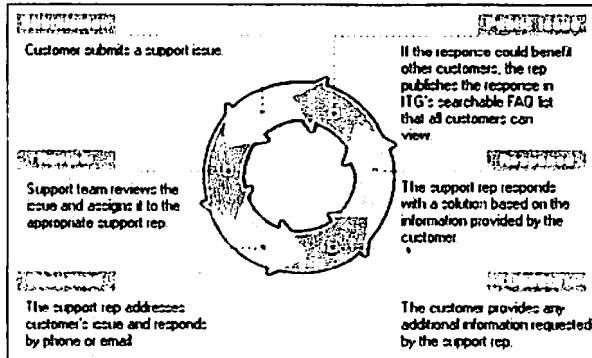 Customer submits a support issue.
Support team reviews the
issue and assigns it to the
appropriate support rep.
The support rep addresses
customer's issue and responds
by phone or email
The customer provides any
additional information requested
by the support rep.
The support rep responds
with a solution based on the
information provided by the
customer.
If the response could benefit
other customers, the rep
publishes the response in
ITG's searchable FAQ list
that all customers can
view.